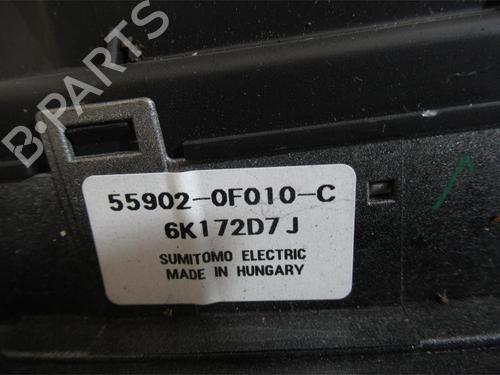 B-PARTS
55902-0F010-C
6K172D7J
SUMITOMO ELECTRIC
MADE IN HUNGARY